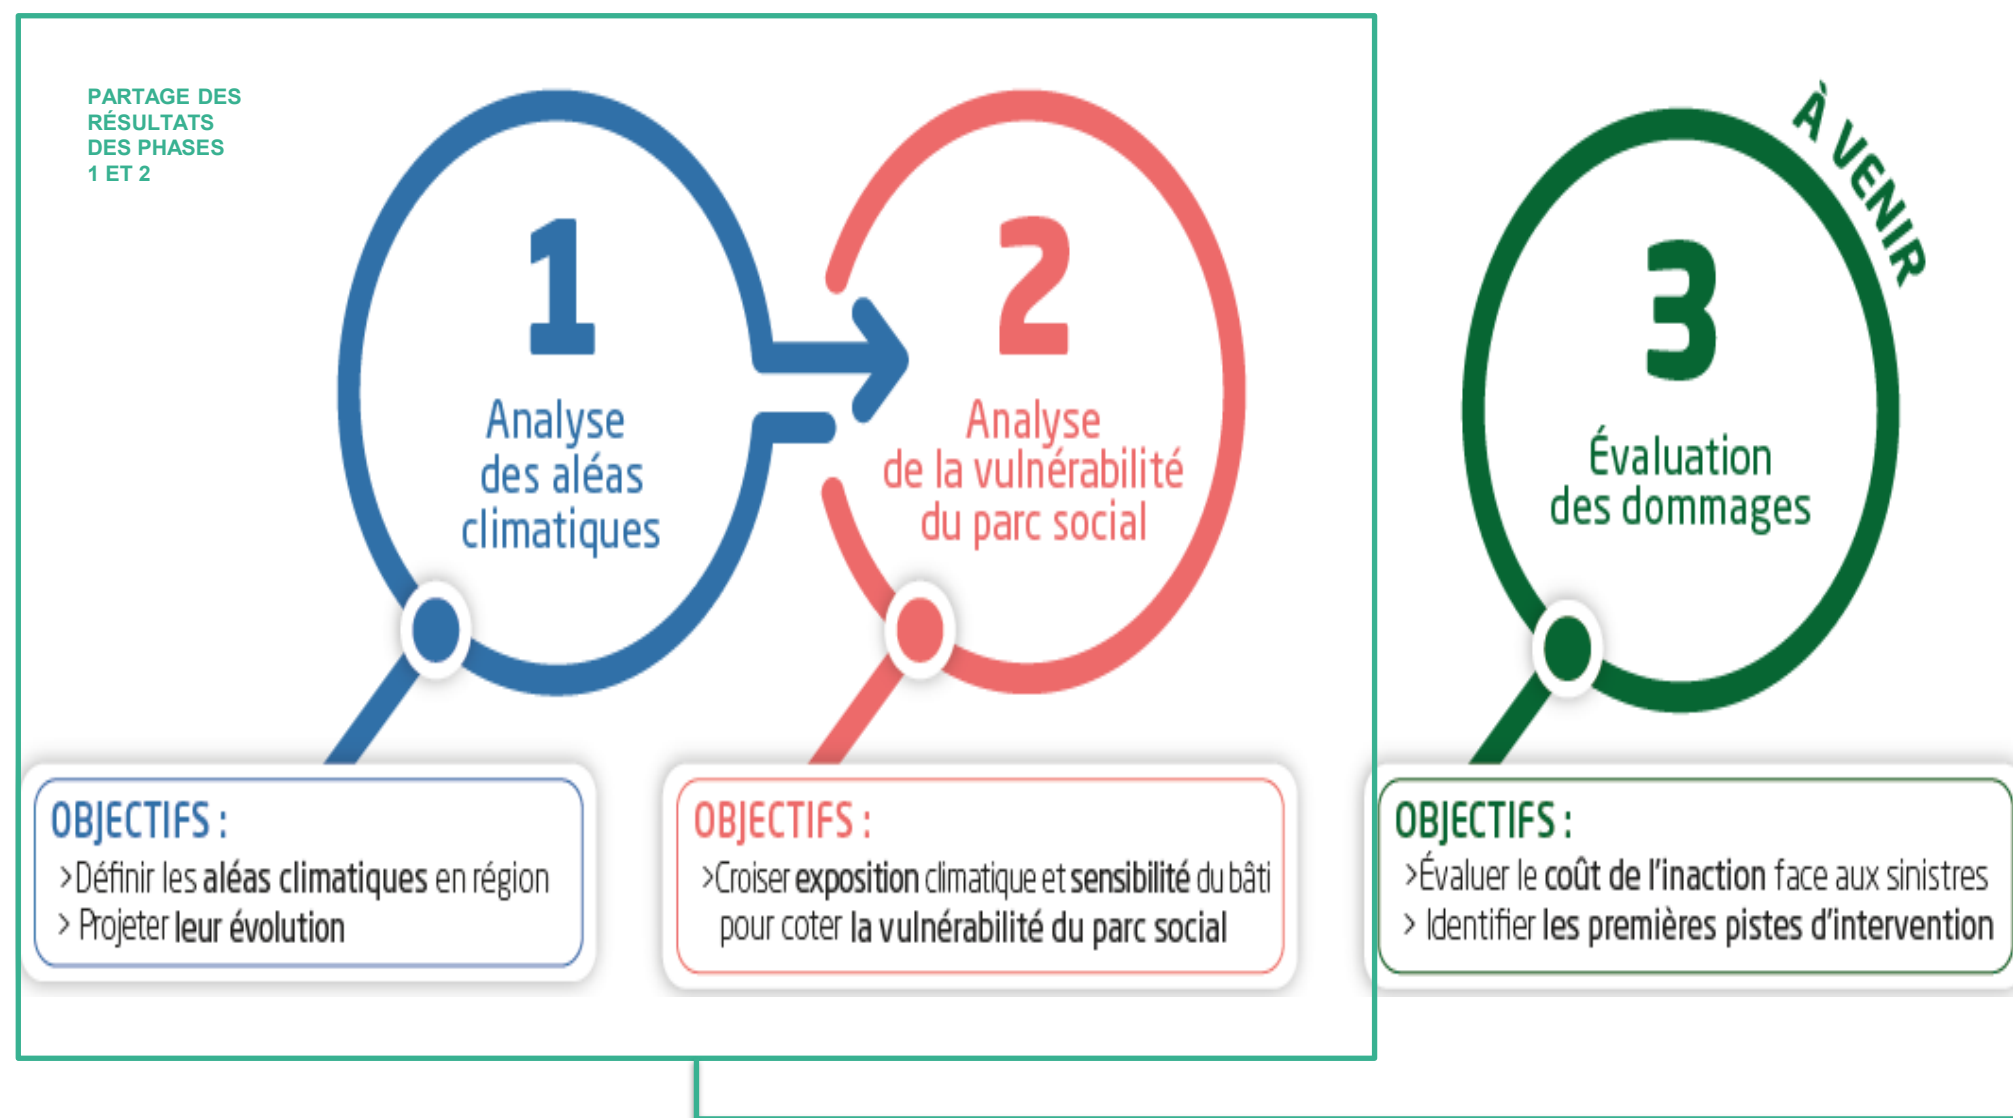 PARTAGE DES
RÉSULTATS
DES PHASES
1 ET 2
1
Analyse
des aléas
climatiques
OBJECTIFS :
>Définir les aléas climatiques en région
> Projeter leur évolution
2
Analyse
de la vulnérabilité
du parc social
OBJECTIFS :
>Croiser exposition climatique et sensibilité du bâti
pour coter la vulnérabilité du parc social
À VENIR
3
Évaluation
des dommages
OBJECTIFS :
>Évaluer le coût de l'inaction face aux sinistres
> Identifier les premières pistes d'intervention